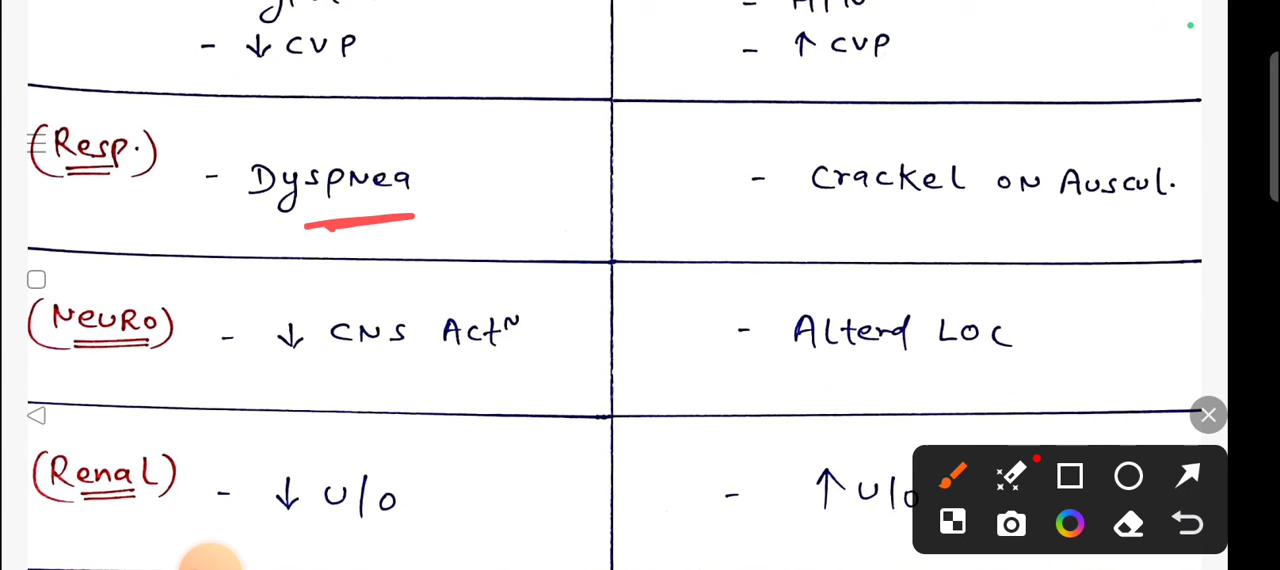 - ↓ CVP
- ↑ CVP
(Resp.)
- Dyspnea
- Crackel on Auscul.
(Neuro)
- ↓ CNS Actⁿ
- Alterd LOC
(Renal)
- ↓ U/O
- ↑ U/O